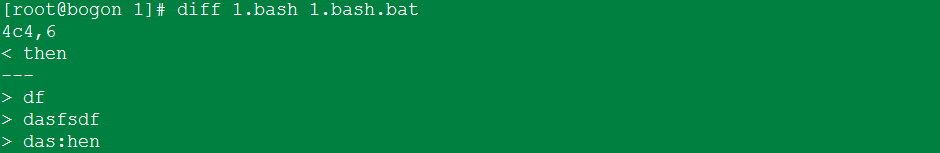 [root@bogon 1]# diff 1.bash 1.bash.bat
4c4,6
< then
---
> df
> dasfsdf
> das:hen